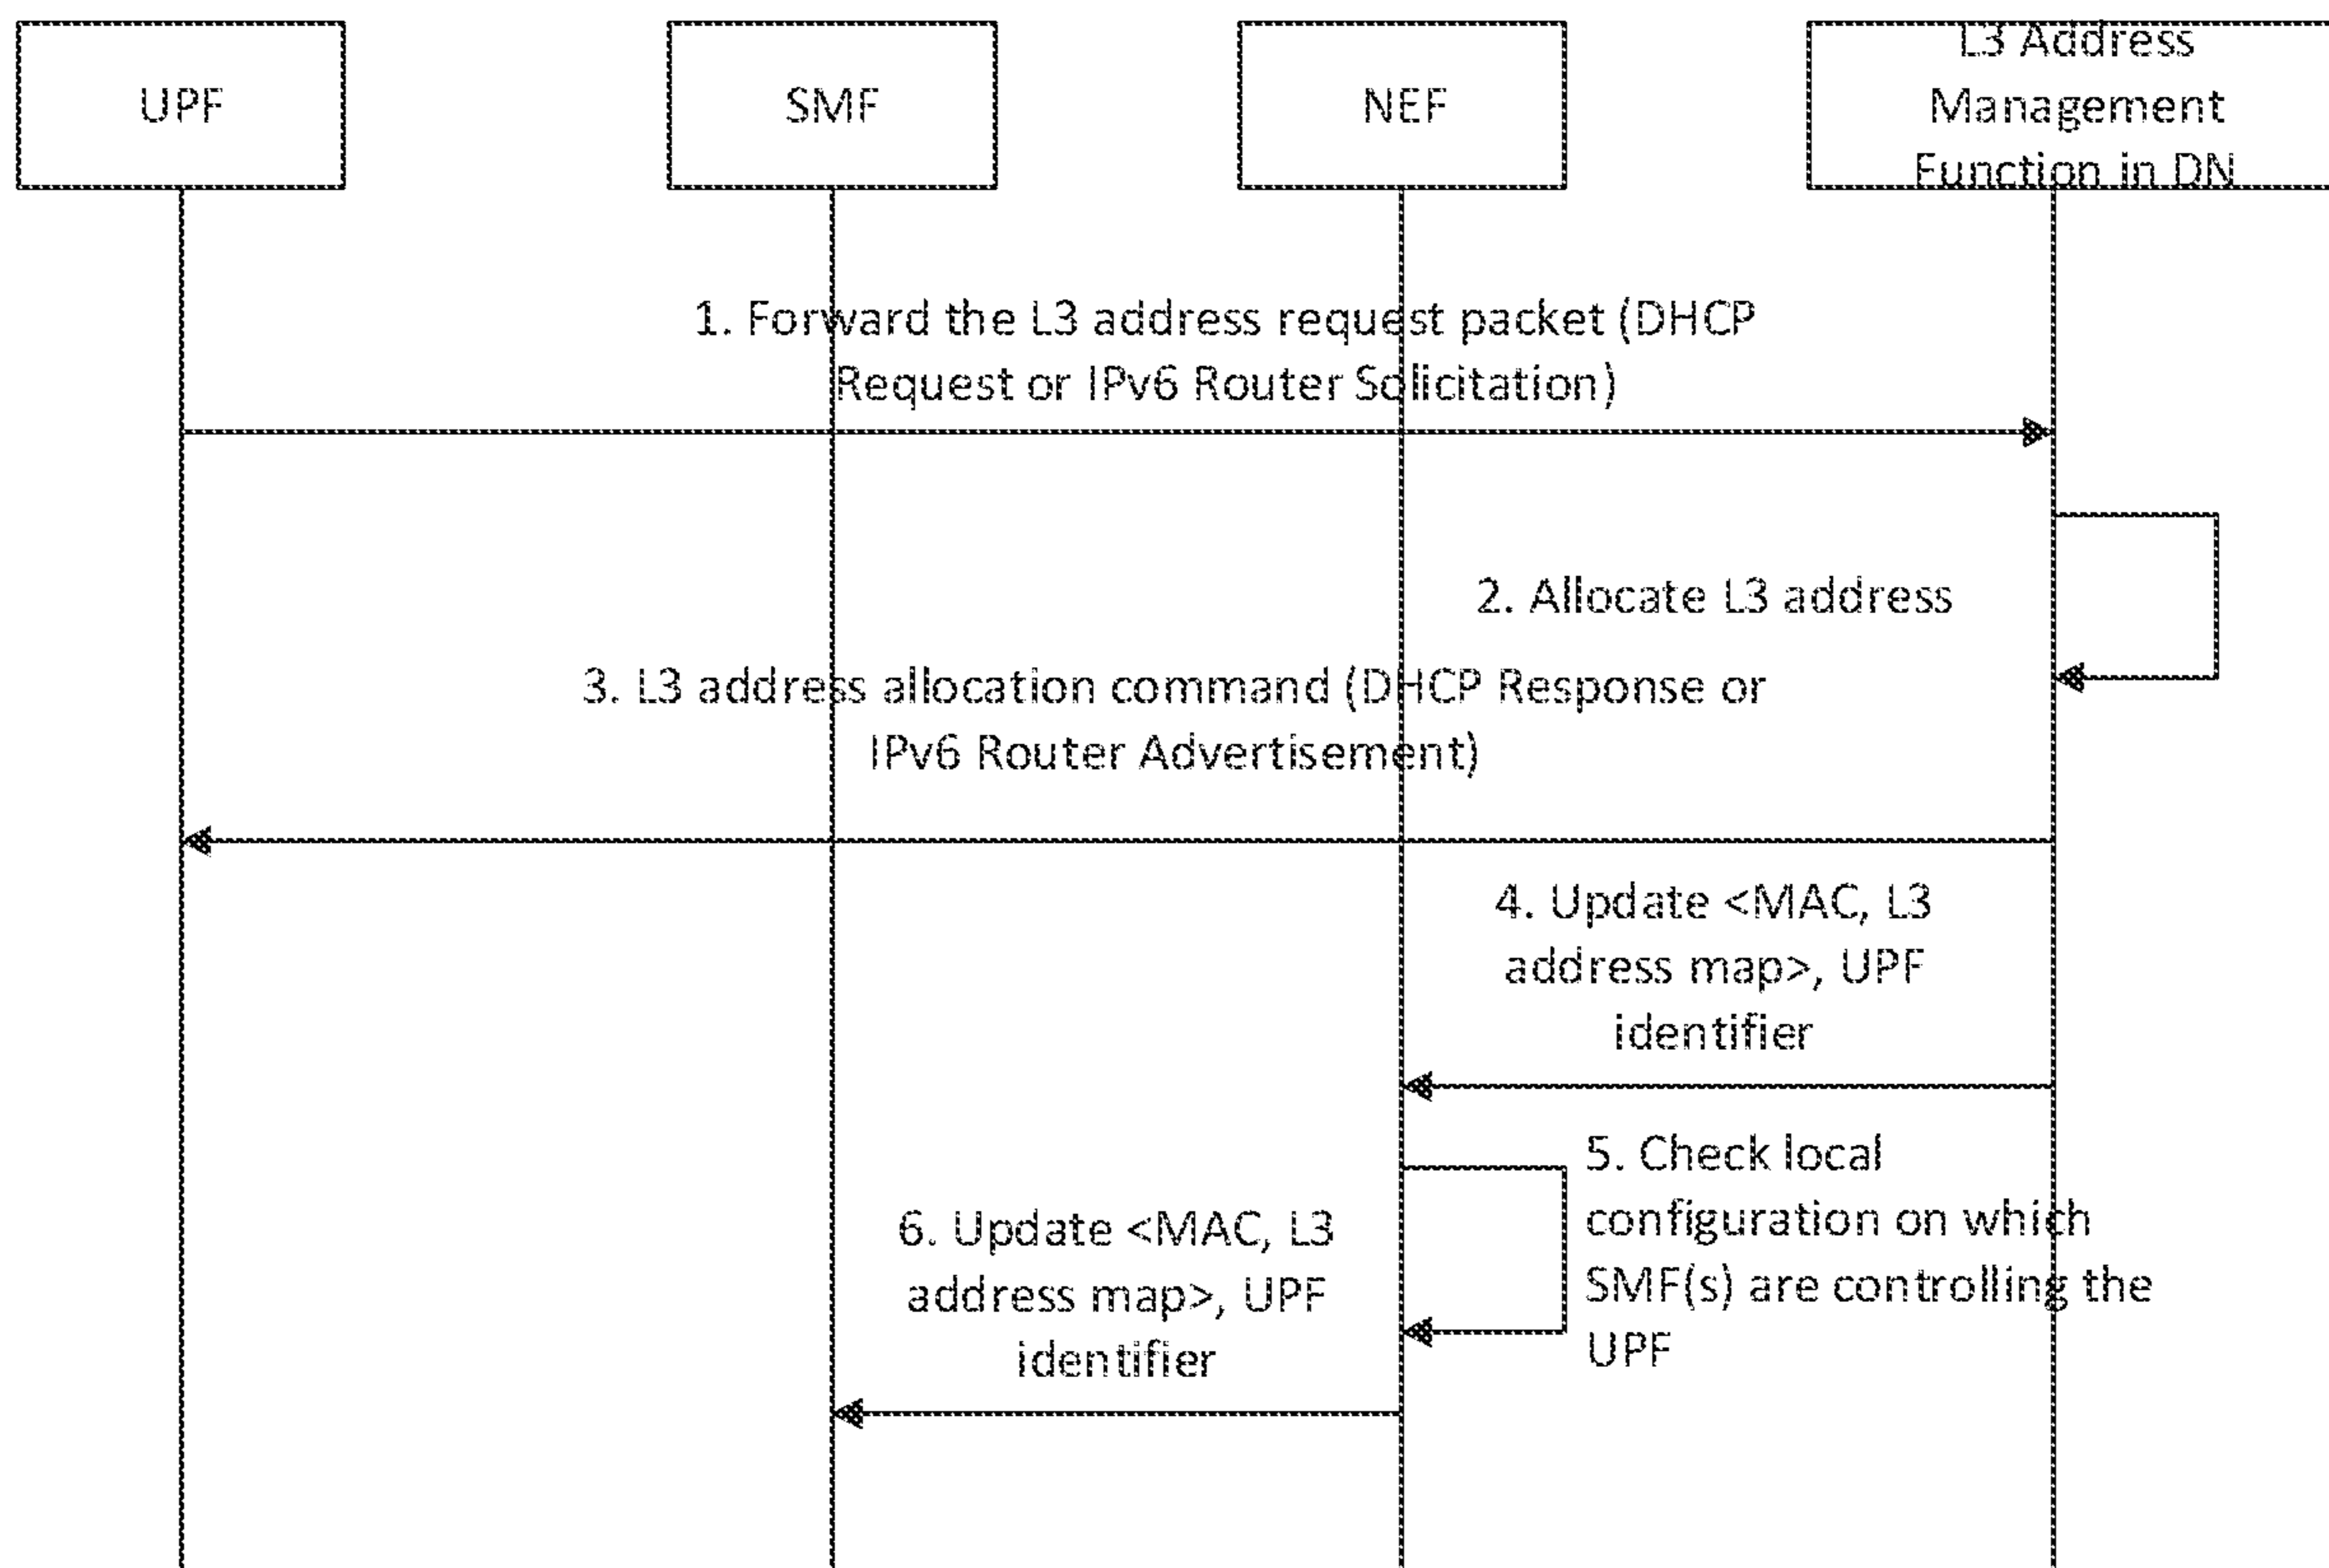 UPF
SMF
NEF
L3 Address
Management
Function in DN
1. Forward the L3 address request packet (DHCP
Request or IPv6 Router Solicitation)
2. Allocate L3 address
3. L3 address allocation command (DHCP Response or
IPv6 Router Advertisement)
4. Update <MAC, L3
address map>, UPF
identifier
5. Check local
configuration on which
SMF(s) are controlling the
UPF
6. Update <MAC, L3
address map>, UPF
identifier